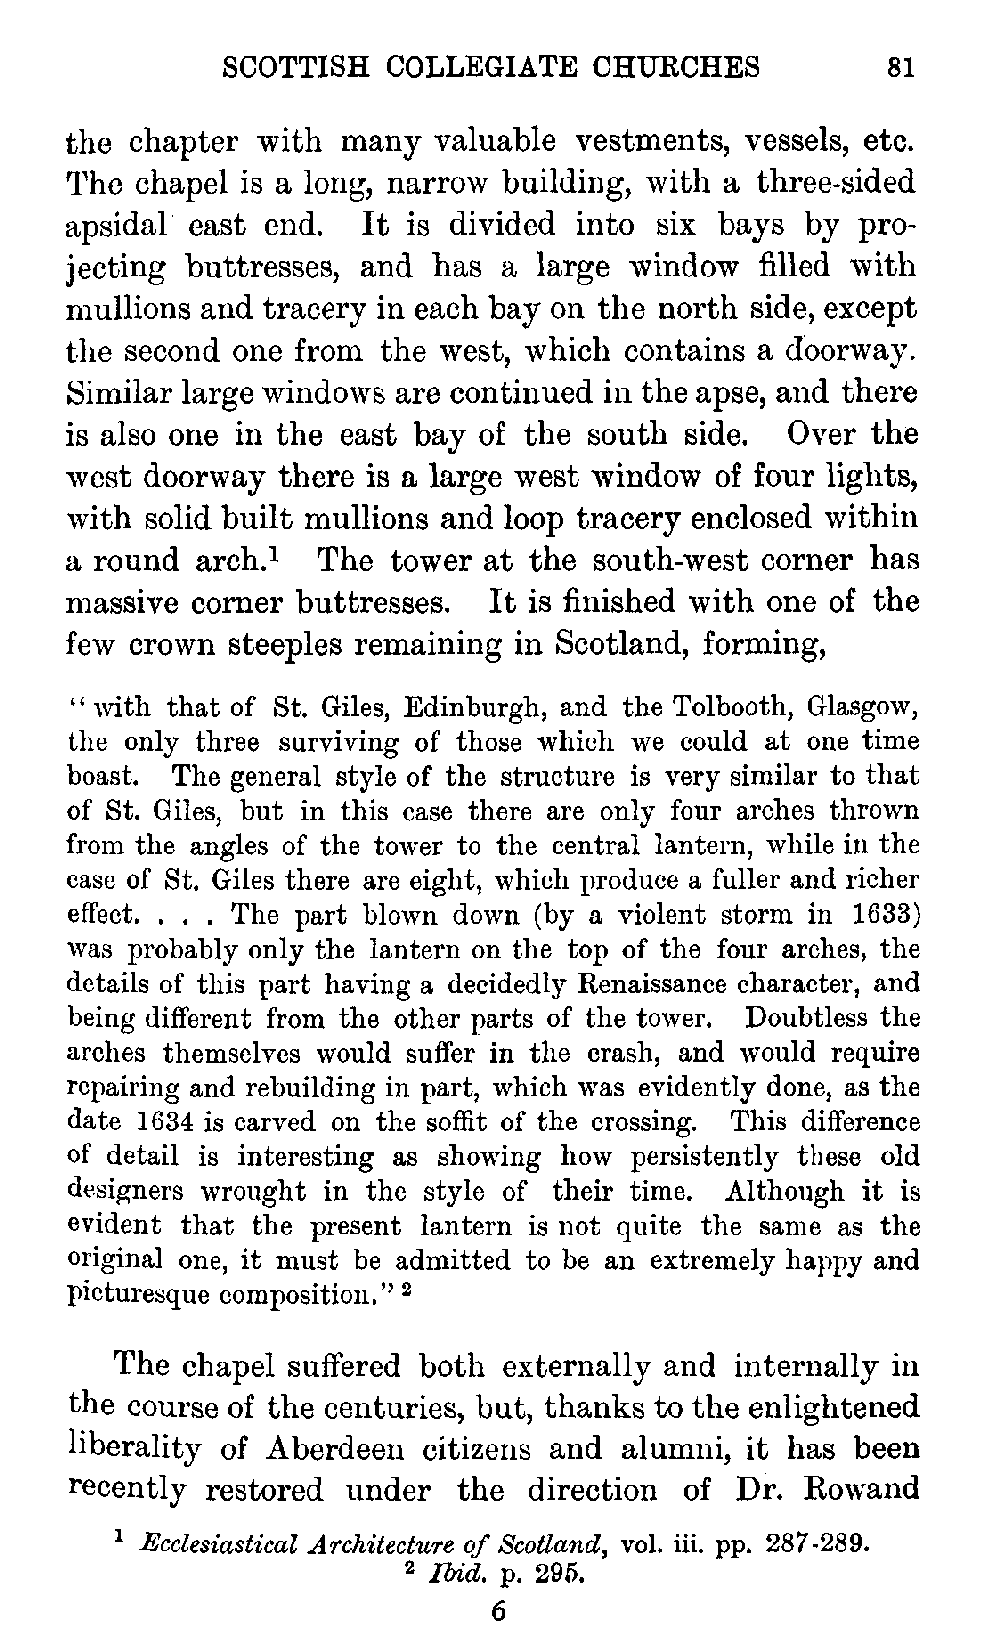 SCOTTISH COLLEGIATE CHURCHES 81
the chapter with many valuable vestments, vessels, etc.
The chapel is a long, narrow building, with a three-sided
apsidal east end. It is divided into six bays by pro-
jecting buttresses, and has a large window filled with
mullions and tracery in each bay on the north side, except
the second one from the west, which contains a doorway.
Similar large windows are continued in the apse, and there
is also one in the east bay of the south side. Over the
west doorway there is a large west window of four lights,
with solid built mullions and loop tracery enclosed within
a round arch.¹ The tower at the south-west corner has
massive corner buttresses. It is finished with one of the
few crown steeples remaining in Scotland, forming,
"with that of St. Giles, Edinburgh, and the Tolbooth, Glasgow,
the only three surviving of those which we could at one time
boast. The general style of the structure is very similar to that
of St. Giles, but in this case there are only four arches thrown
from the angles of the tower to the central lantern, while in the
case of St. Giles there are eight, which produce a fuller and richer
effect. . . . The part blown down (by a violent storm in 1633)
was probably only the lantern on the top of the four arches, the
details of this part having a decidedly Renaissance character, and
being different from the other parts of the tower. Doubtless the
arches themselves would suffer in the crash, and would require
repairing and rebuilding in part, which was evidently done, as the
date 1634 is carved on the soffit of the crossing. This difference
of detail is interesting as showing how persistently these old
designers wrought in the style of their time. Although it is
evident that the present lantern is not quite the same as the
original one, it must be admitted to be an extremely happy and
picturesque composition." ²
The chapel suffered both externally and internally in
the course of the centuries, but, thanks to the enlightened
liberality of Aberdeen citizens and alumni, it has been
recently restored under the direction of Dr. Rowand
¹ Ecclesiastical Architecture of Scotland, vol. iii. pp. 287-289.
² Ibid. p. 295.
6